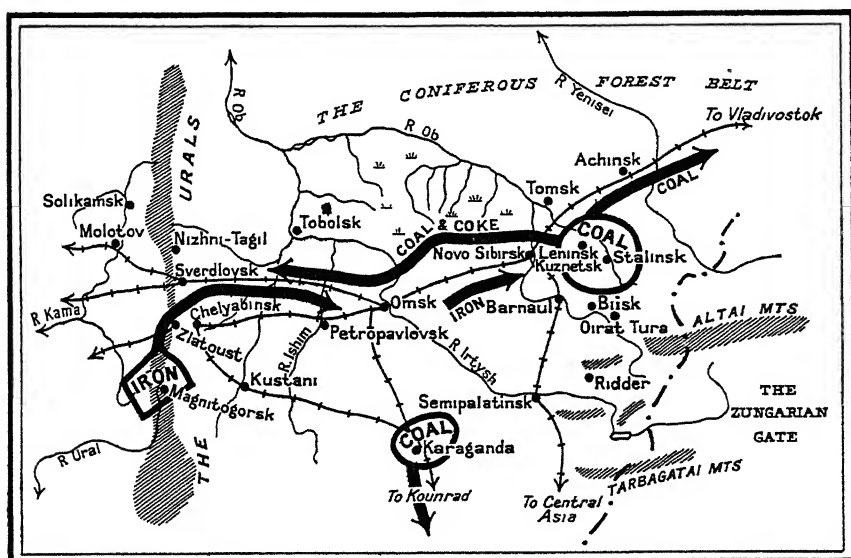 THE CONIFEROUS FOREST BELT
R Yenisei
To Vladivostok
R Ob
R Ob
URALS
Achinsk
COAL
Solikamsk
Tomsk
Molotov
Tobolsk
COAL & COKE
COAL
Nizhni-Tagil
Novo Sibirsk
Leninsk
Stalinsk
Kuznetsk
Sverdlovsk
IRON
R Kama
Chelyabinsk
Omsk
Barnaul
Biisk
Oirat Tura
ALTAI MTS
Zlatoust
R. Ishim
Petropavlovsk
R Irtysh
IRON
Kustani
Ridder
THE
ZUNGARIAN
GATE
Magnitogorsk
Semipalatinsk
COAL
Karaganda
R Ural
THE
To Kounrad
To Central
Asia
TARBAGATAI MTS